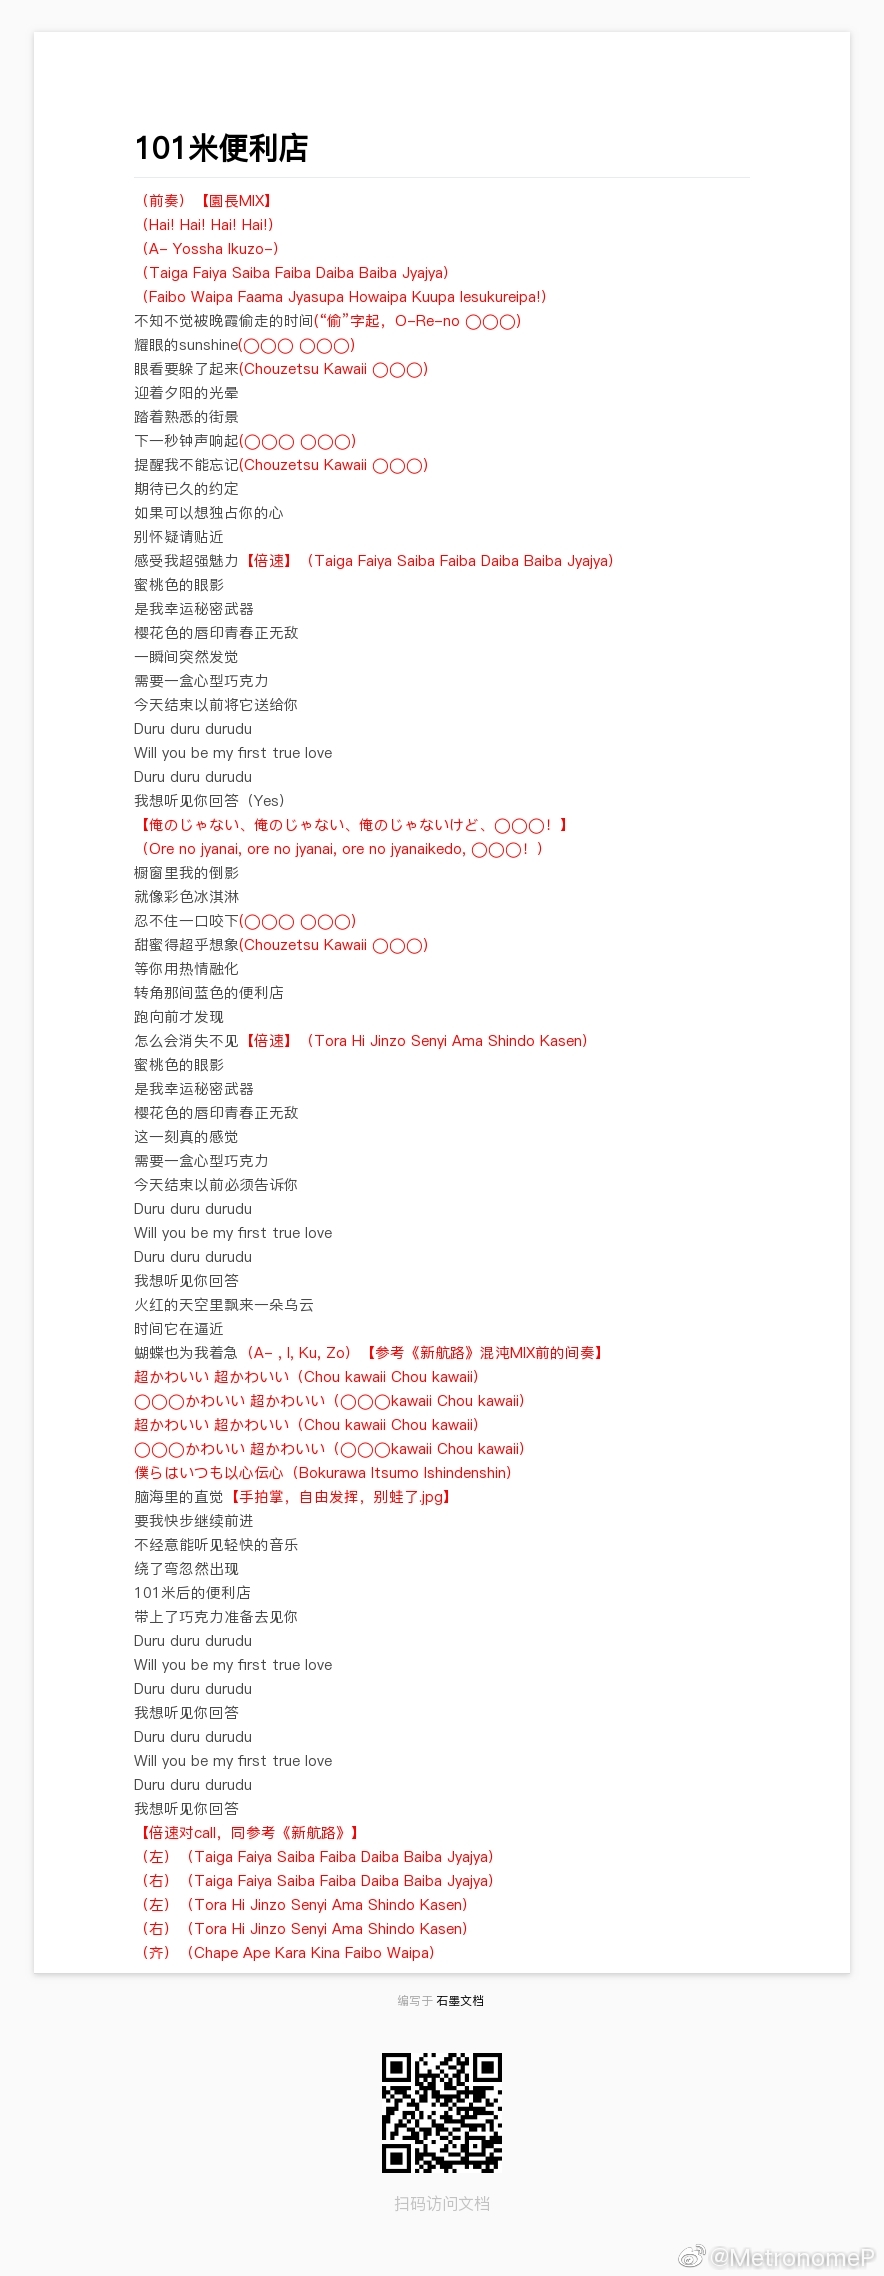 101米便利店
（前奏）【園長MIX】
（Hai! Hai! Hai! Hai!）
（A- Yossha Ikuzo-）
（Taiga Faiya Saiba Faiba Daiba Baiba Jyajya）
（Faibo Waipa Faama Jyasupa Howaipa Kuupa Iesukureipa!）
不知不觉被晚霞偷走的时间(“偷”字起，O-Re-no ◯◯◯)
耀眼的sunshine(◯◯◯ ◯◯◯)
眼看要躲了起来(Chouzetsu Kawaii ◯◯◯)
迎着夕阳的光晕
踏着熟悉的街景
下一秒钟声响起(◯◯◯ ◯◯◯)
提醒我不能忘记(Chouzetsu Kawaii ◯◯◯)
期待已久的约定
如果可以想独占你的心
别怀疑请贴近
感受我超强魅力【倍速】（Taiga Faiya Saiba Faiba Daiba Baiba Jyajya）
蜜桃色的眼影
是我幸运秘密武器
樱花色的唇印青春正无敌
一瞬间突然发觉
需要一盒心型巧克力
今天结束以前将它送给你
Duru duru durudu
Will you be my first true love
Duru duru durudu
我想听见你回答（Yes）
【俺のじゃない、俺のじゃない、俺のじゃないけど、◯◯◯！】
（Ore no jyanai, ore no jyanai, ore no jyanaikedo, ◯◯◯！）
橱窗里我的倒影
就像彩色冰淇淋
忍不住一口咬下(◯◯◯ ◯◯◯)
甜蜜得超乎想象(Chouzetsu Kawaii ◯◯◯)
等你用热情融化
转角那间蓝色的便利店
跑向前才发现
怎么会消失不见【倍速】（Tora Hi Jinzo Senyi Ama Shindo Kasen）
蜜桃色的眼影
是我幸运秘密武器
樱花色的唇印青春正无敌
这一刻真的感觉
需要一盒心型巧克力
今天结束以前必须告诉你
Duru duru durudu
Will you be my first true love
Duru duru durudu
我想听见你回答
火红的天空里飘来一朵乌云
时间它在逼近
蝴蝶也为我着急（A- , I, Ku, Zo）【参考《新航路》混沌MIX前的间奏】
超かわいい 超かわいい（Chou kawaii Chou kawaii）
◯◯◯かわいい 超かわいい（◯◯◯kawaii Chou kawaii）
超かわいい 超かわいい（Chou kawaii Chou kawaii）
◯◯◯かわいい 超かわいい（◯◯◯kawaii Chou kawaii）
僕らはいつも以心伝心（Bokurawa Itsumo Ishindenshin）
脑海里的直觉【手拍掌，自由发挥，别蛙了.jpg】
要我快步继续前进
不经意能听见轻快的音乐
绕了弯忽然出现
101米后的便利店
带上了巧克力准备去见你
Duru duru durudu
Will you be my first true love
Duru duru durudu
我想听见你回答
Duru duru durudu
Will you be my first true love
Duru duru durudu
我想听见你回答
【倍速对call，同参考《新航路》】
（左）（Taiga Faiya Saiba Faiba Daiba Baiba Jyajya）
（右）（Taiga Faiya Saiba Faiba Daiba Baiba Jyajya）
（左）（Tora Hi Jinzo Senyi Ama Shindo Kasen）
（右）（Tora Hi Jinzo Senyi Ama Shindo Kasen）
（齐）（Chape Ape Kara Kina Faibo Waipa）
编写于 石墨文档
扫码访问文档
@MetronomeP